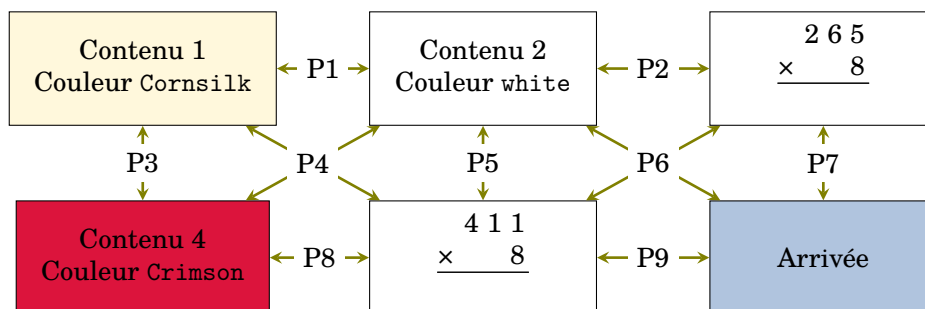 Contenu 1
Couleur Cornsilk
P1
Contenu 2
Couleur white
P2
2 6 5
× 8
P3
P4
P5
P6
P7
Contenu 4
Couleur Crimson
P8
4 1 1
× 8
P9
Arrivée